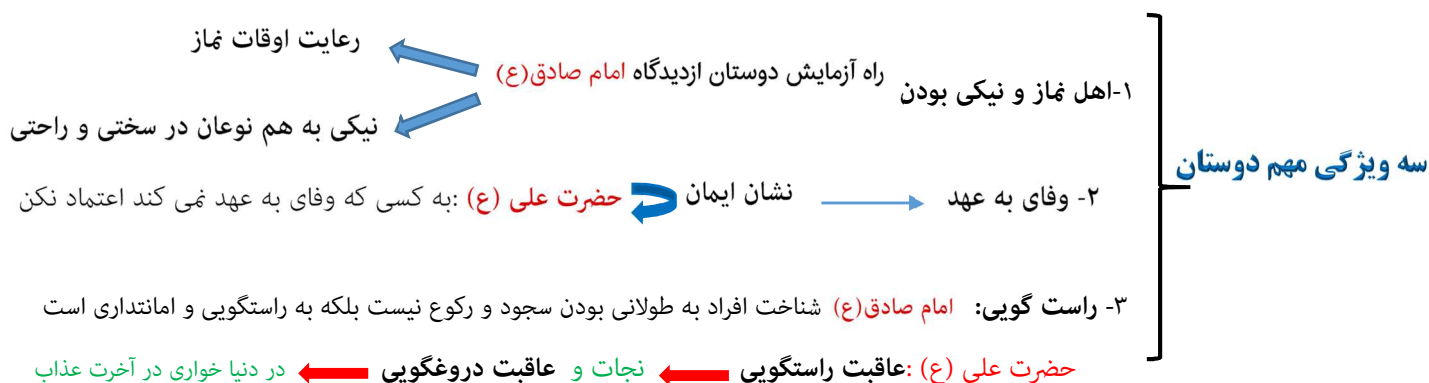 سه ویژگی مهم دوستان
۱-اهل نماز و نیکی بودن
راه آزمایش دوستان ازدیدگاه امام صادق(ع)
رعایت اوقات نماز
نیکی به هم نوعان در سختی و راحتی
۲- وفای به عهد
نشان ایمان
حضرت علی (ع) :به کسی که وفای به عهد نمی کند اعتماد نکن
۳- راست گویی: امام صادق(ع) شناخت افراد به طولانی بودن سجود و رکوع نیست بلکه به راستگویی و امانتداری است
حضرت علی (ع) :عاقبت راستگویی نجات و عاقبت دروغگویی در دنیا خواری در آخرت عذاب